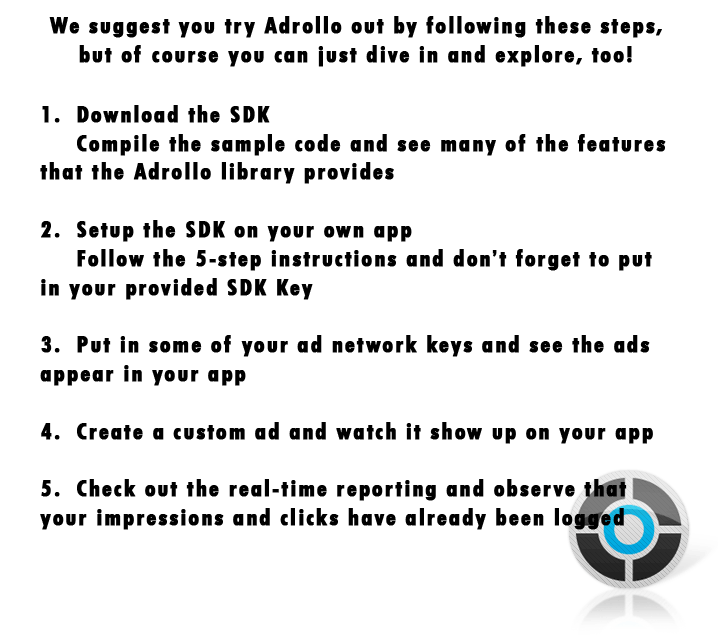 We suggest you try Adrollo out by following these steps,
but of course you can just dive in and explore, too!
1. Download the SDK
Compile the sample code and see many of the features
that the Adrollo library provides
2. Setup the SDK on your own app
Follow the 5-step instructions and don't forget to put
in your provided SDK Key
3. Put in some of your ad network keys and see the ads
appear in your app
4. Create a custom ad and watch it show up on your app
5. Check out the real-time reporting and observe that
your impressions and clicks have already been logged